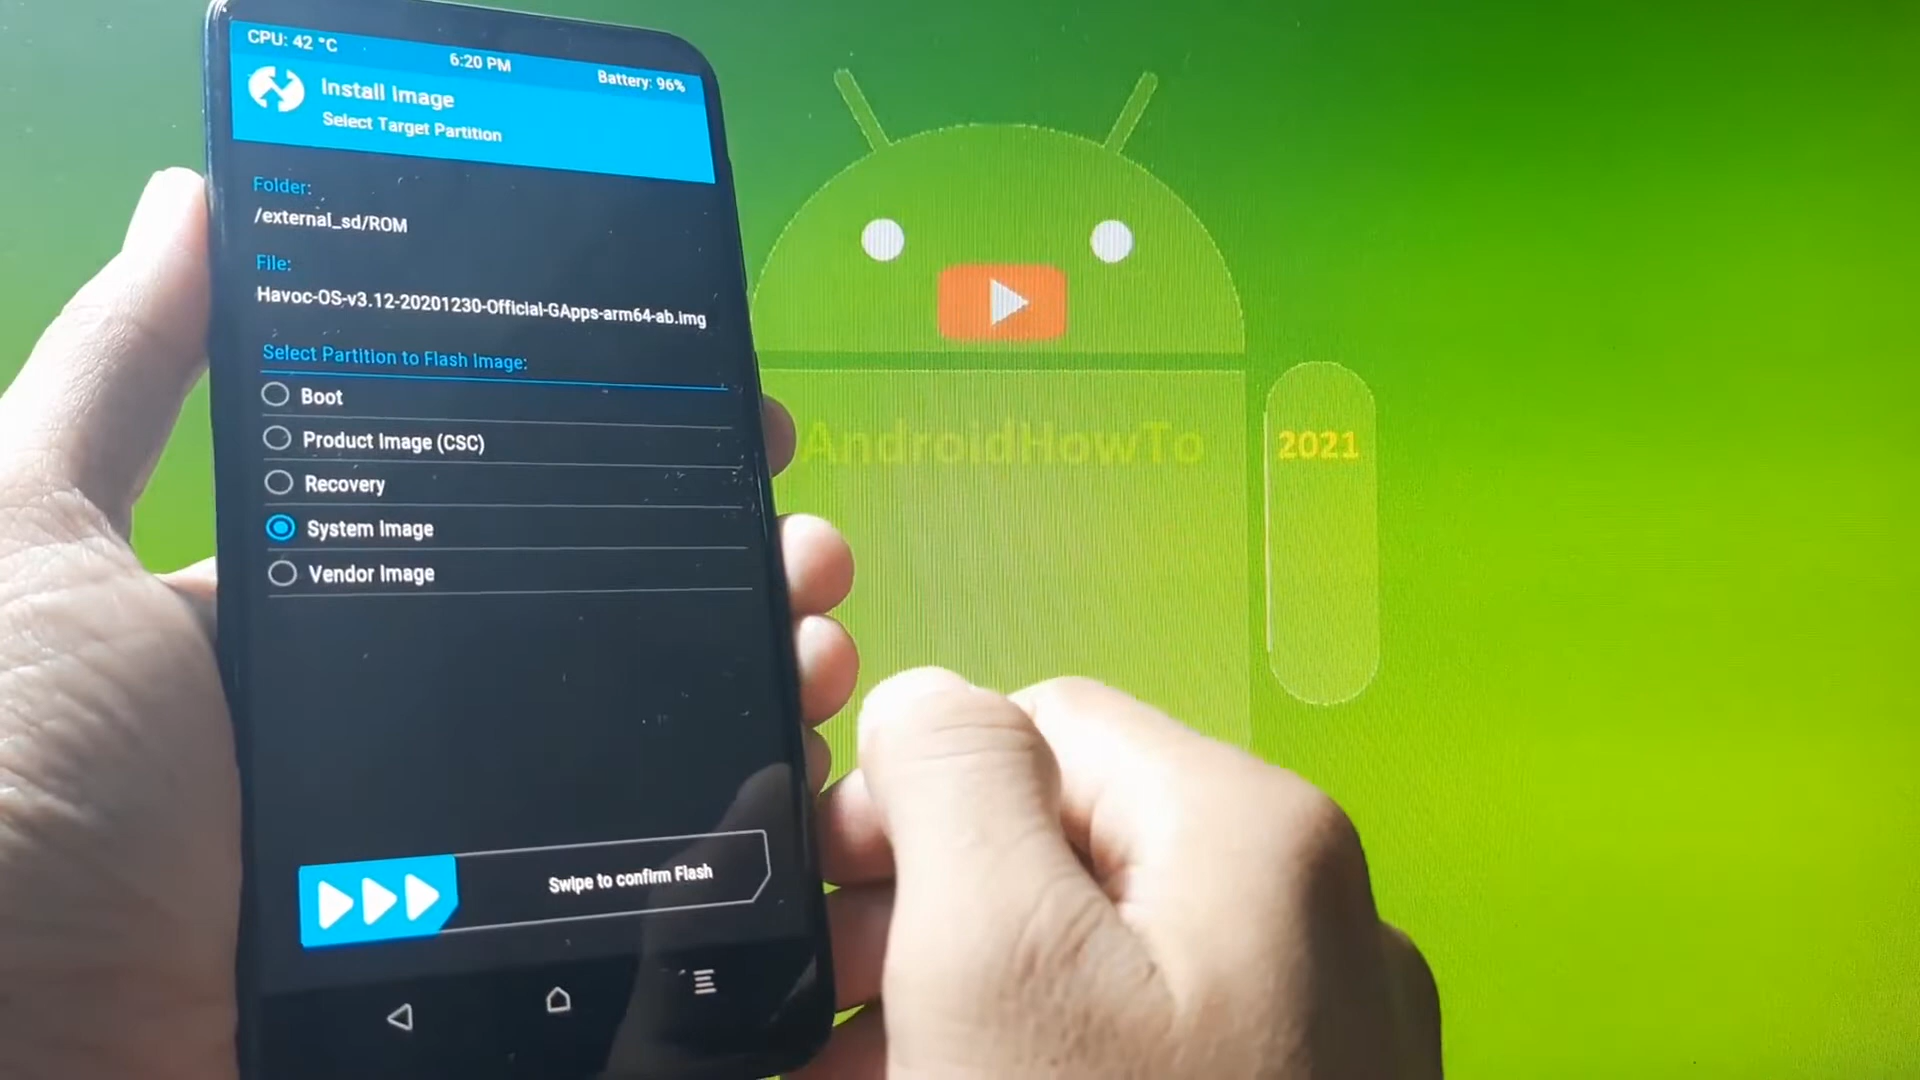 CPU: 42 °C
6:20 PM
Battery: 96%
Install Image
Select Target Partition
Folder:
/external_sd/ROM
File:
Havoc-OS-v3.12-20201230-Official-GApps-arm64-ab.img
Select Partition to Flash Image:
Boot
Product Image (CSC)
Recovery
System Image
Vendor Image
Swipe to confirm Flash
AndroidHowTo
2021